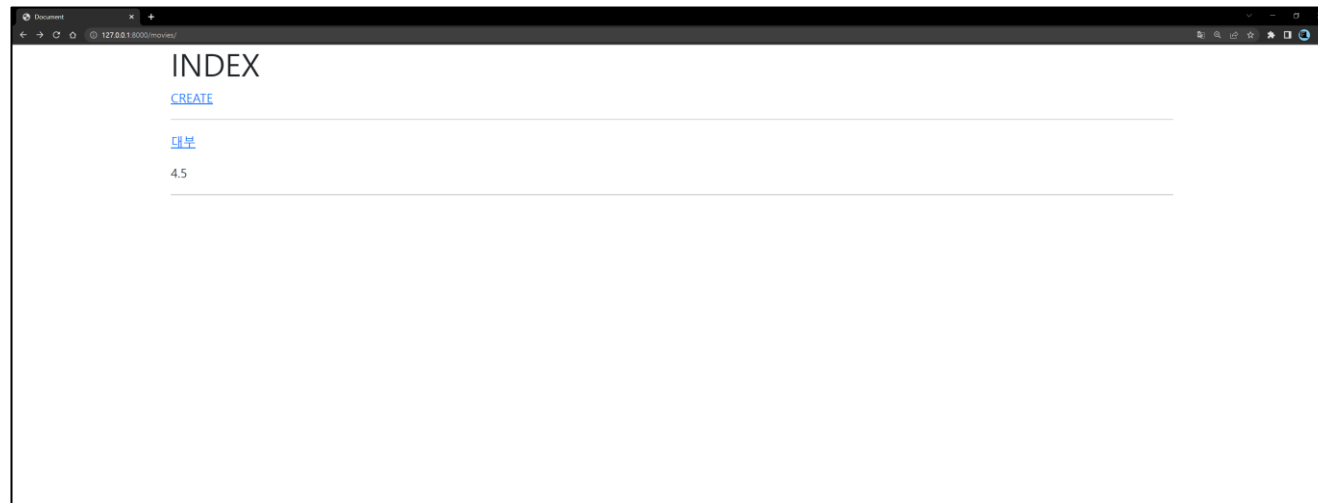 Document
127.0.0.1:8000/movies/
INDEX
CREATE
대부
4.5